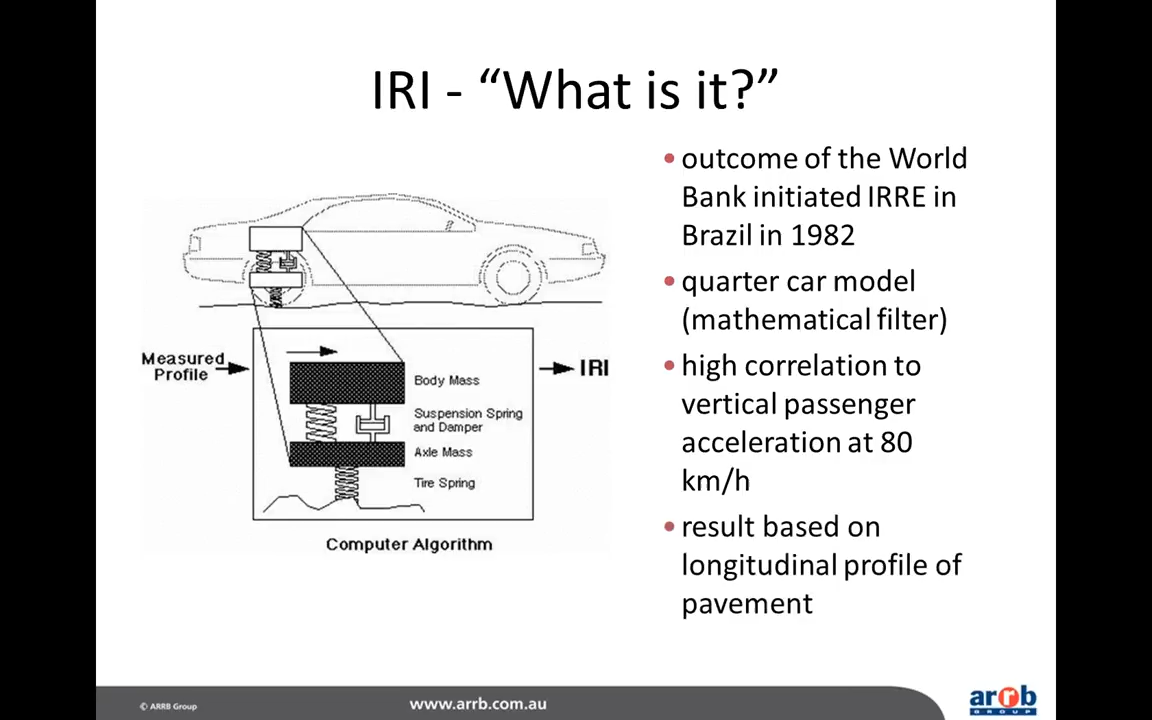 IRI - “What is it?”
Measured
Profile
IRI
Body Mass
Suspension Spring
and Damper
Axle Mass
Tire Spring
Computer Algorithm
• outcome of the World
Bank initiated IRRE in
Brazil in 1982
• quarter car model
(mathematical filter)
• high correlation to
vertical passenger
acceleration at 80
km/h
• result based on
longitudinal profile of
pavement
© ARRB Group
www.arrb.com.au
arrb
GROUP